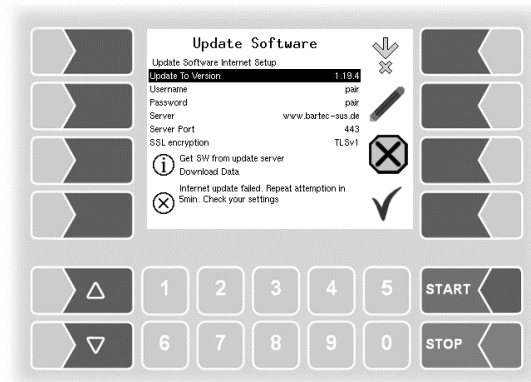 Update Software
Update Software Internet Setup
Update To Version 1.19.4
Username pair
Password pair
Server www.bartec-sus.de
Server Port 443
SSL encryption TLSv1
Get SW from update server
Download Data
Internet update failed. Repeat attemption in
5min. Check your settings
1 2 3 4 5 START
6 7 8 9 0 STOP